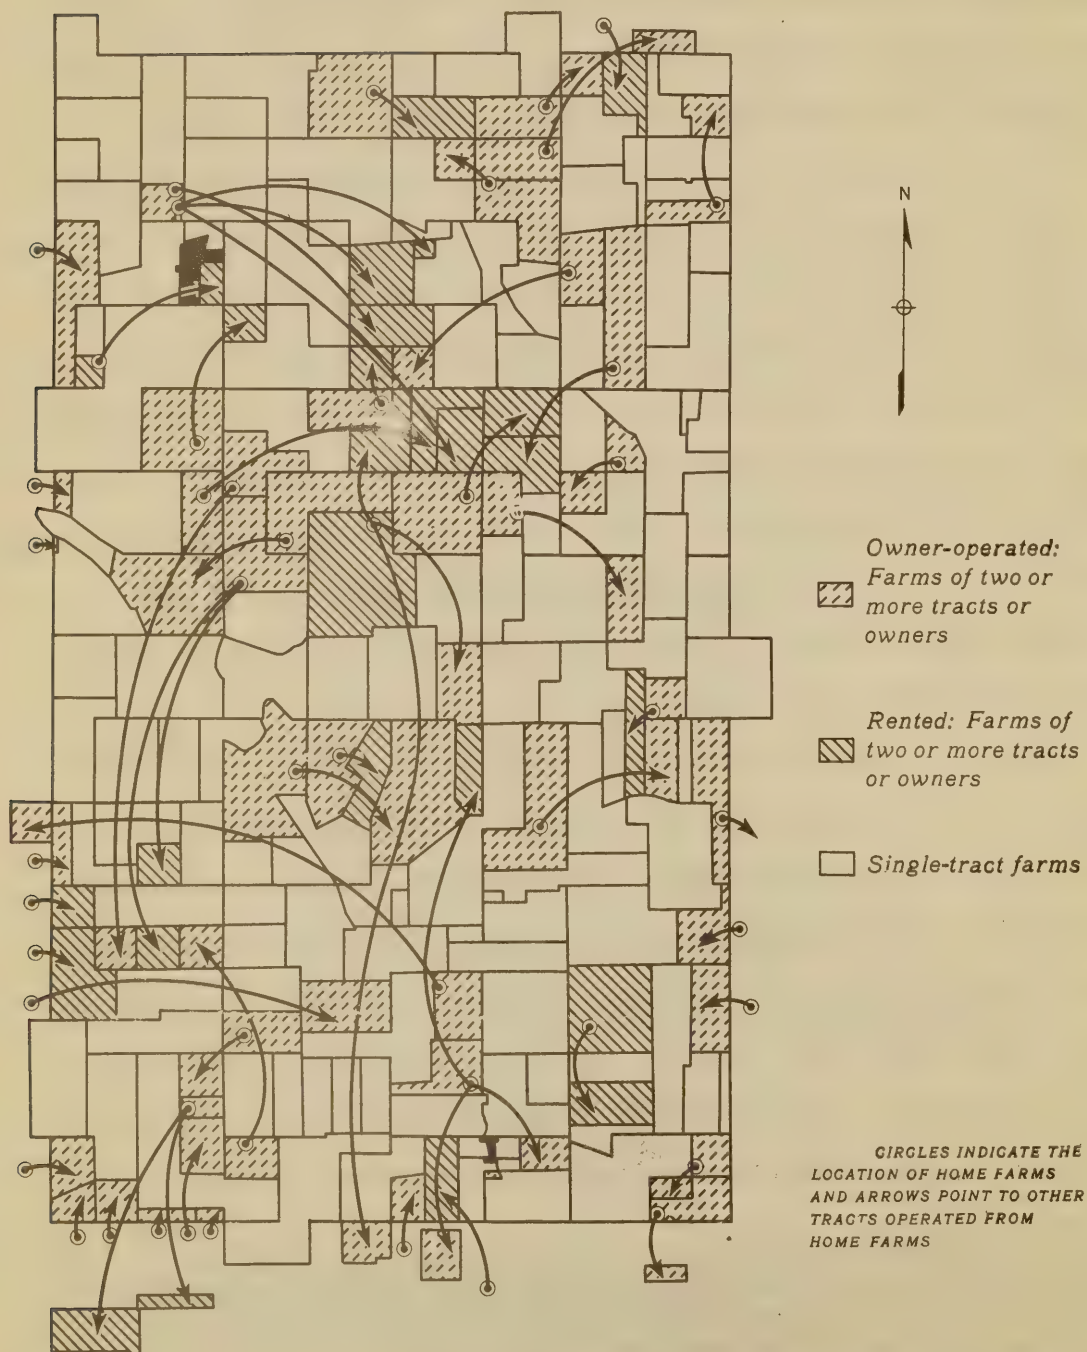 N
Owner-operated:
Farms of two or
more tracts or
owners
Rented: Farms of
two or more tracts
or owners
Single-tract farms
CIRCLES INDICATE THE
LOCATION OF HOME FARMS
AND ARROWS POINT TO OTHER
TRACTS OPERATED FROM
HOME FARMS